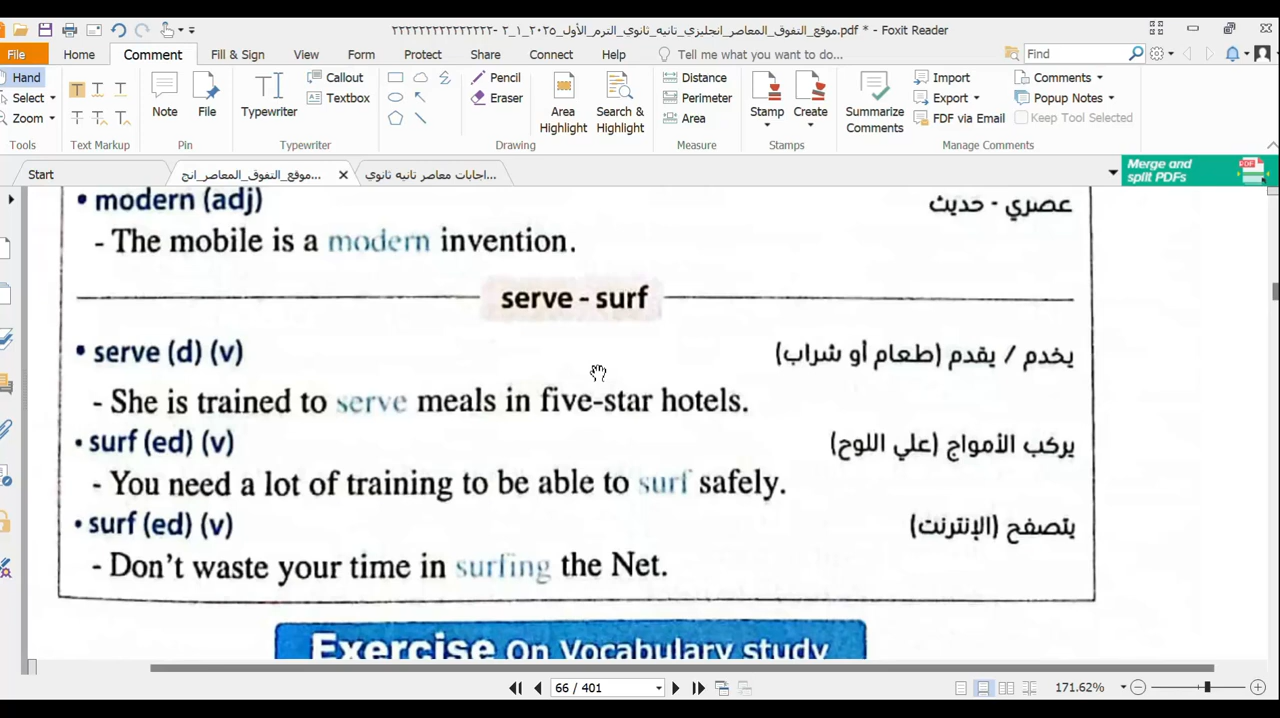 موقع_التفوق_المعاصر_انجليزي_ثانيه_ثانوي_الترم_الأول_٢٠٢٥_١_٢ -٢٢٢٢٢٢٢٢٢٢٢٢٢٢٢٢.pdf * - Foxit Reader
File Home Comment Fill & Sign View Form Protect Share Connect Help Tell me what you want to do... Find
Hand Callout Pencil Distance Import Comments
Select Textbox Eraser Perimeter Export Popup Notes
Zoom Note File Typewriter Area Highlight Search & Highlight Area Stamp Create Summarize Comments FDF via Email Keep Tool Selected
Tools Text Markup Pin Typewriter Drawing Measure Stamps Manage Comments
Start موقع_التفوق_المعاصر_انج... اجابات معاصر ثانيه ثانوي... Merge and split PDFs
• modern (adj) عصري - حديث
- The mobile is a modern invention.
serve - surf
• serve (d) (v) يخدم / يقدم (طعام أو شراب)
- She is trained to serve meals in five-star hotels.
• surf (ed) (v) يركب الأمواج (علي اللوح)
- You need a lot of training to be able to surf safely.
• surf (ed) (v) يتصفح (الإنترنت)
- Don't waste your time in surfing the Net.
Exercise On Vocabulary study
66 / 401 171.62%